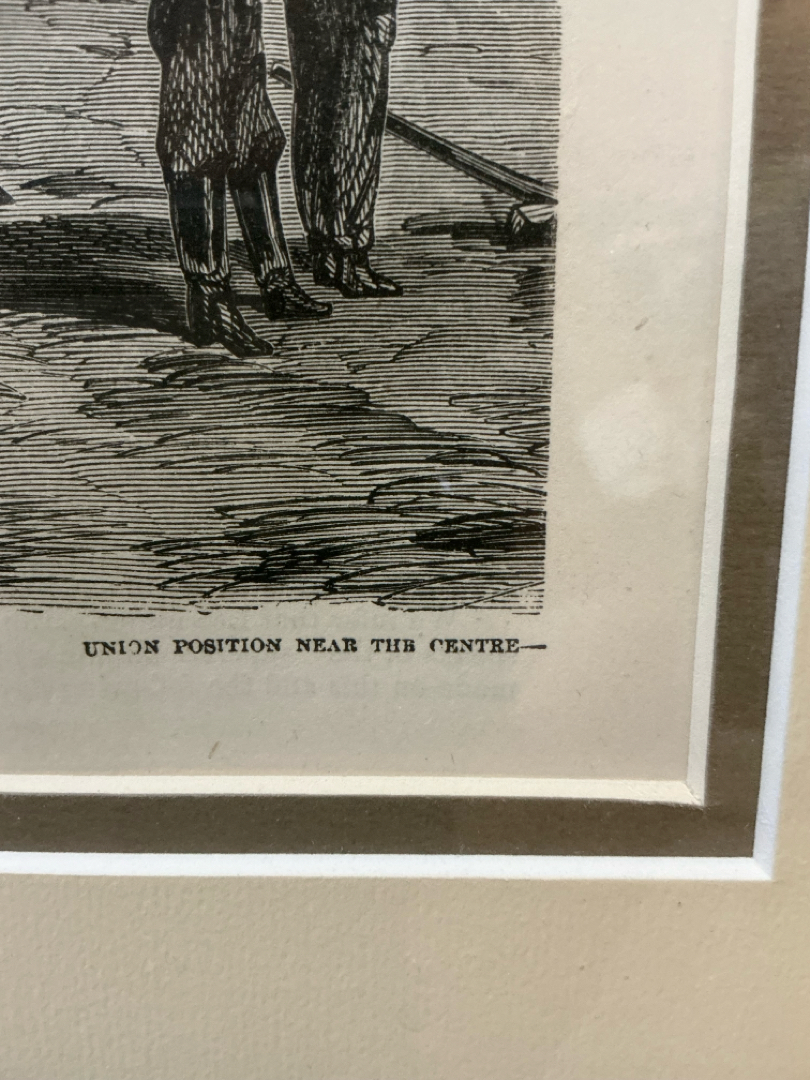 UNION POSITION NEAR THE CENTRE—